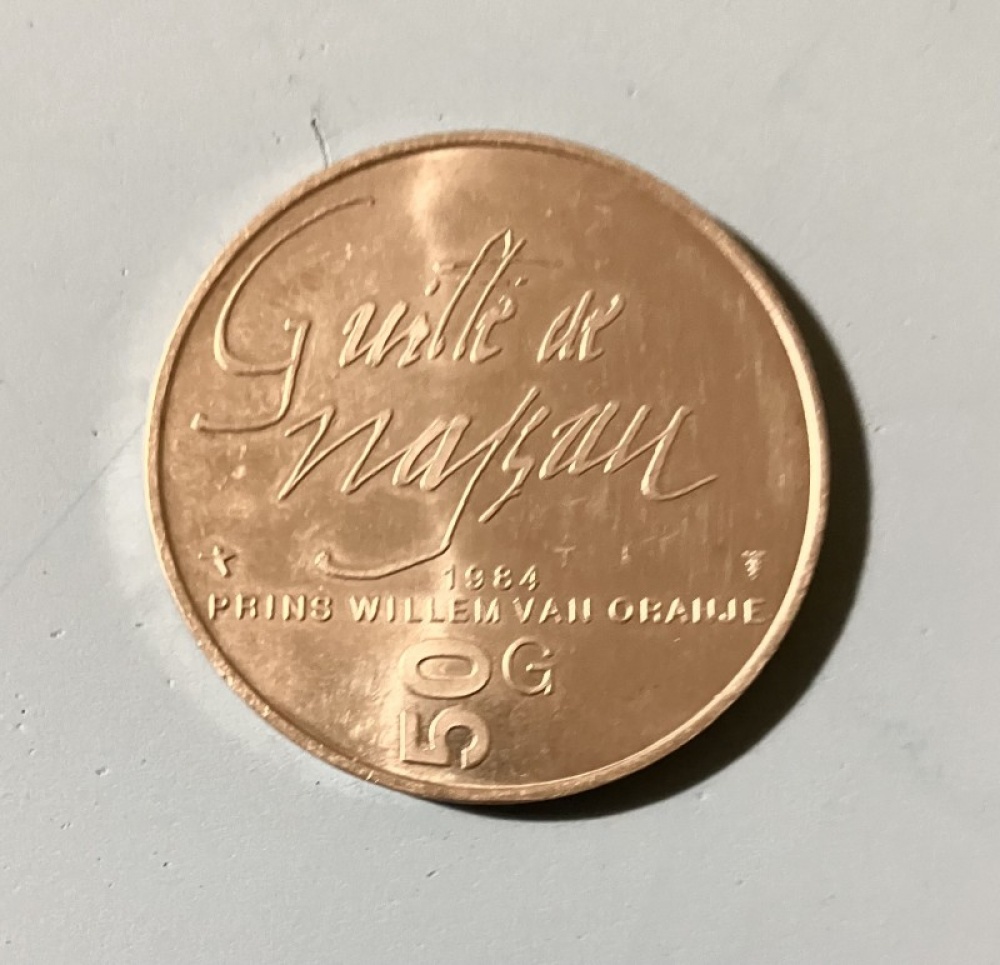 Guille de
nassau
1984
PRINS WILLEM VAN ORANJE
50 G